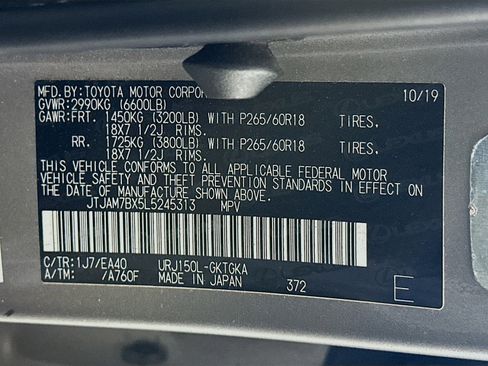 MFD.BY:TOYOTA MOTOR CORPOR 10/19
GVWR:2990KG (6600LB)
GAWR:FRT. 1450KG (3200LB) WITH P265/60R18 TIRES.
18X7 1/2J RIMS.
RR. 1725KG (3800LB) WITH P265/60R18 TIRES.
18X7 1/2J RIMS.
THIS VEHICLE CONFORMS TO ALL APPLICABLE FEDERAL MOTOR
VEHICLE SAFETY AND THEFT PREVENTION STANDARDS IN EFFECT ON
THE DATE OF MANUFACTURE SHOWN ABOVE.
JTJAM7BX5L5245313 MPV
C/TR:1J7/EA40 URJ150L-GKTGKA
A/TM: /A760F MADE IN JAPAN 372 E